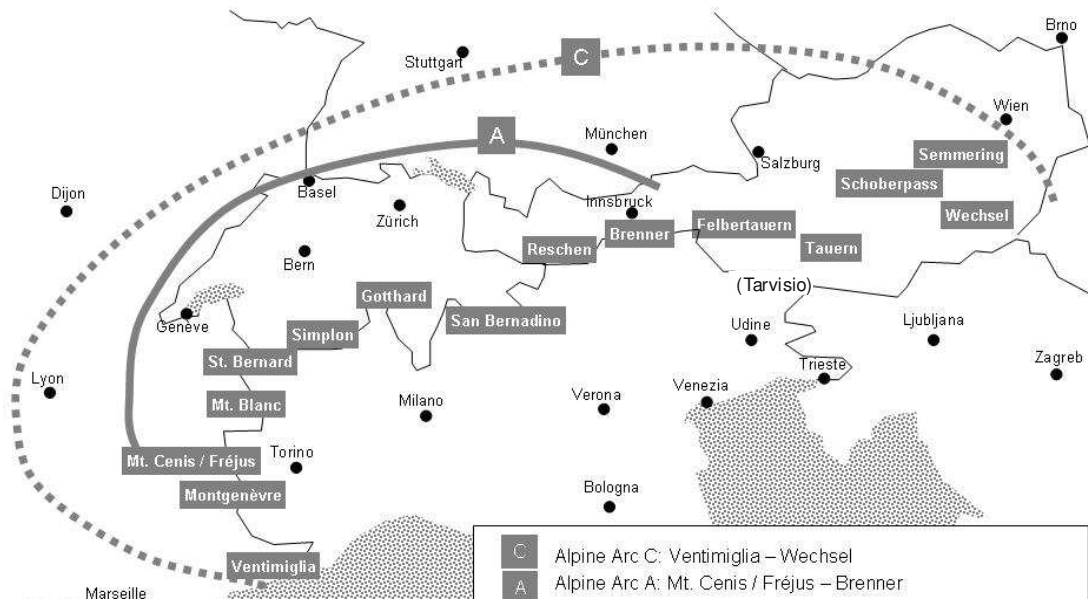 Brno
Stuttgart
C
Wien
A
München
Salzburg
Semmering
Schoberpass
Dijon
Basel
Zürich
Innsbruck
Wechsel
Felbertauern
Brenner
Reschen
Tauern
Bern
(Tarvisio)
Gotthard
San Bernadino
Genève
Simplon
Udine
Ljubljana
St. Bernard
Trieste
Zagreb
Lyon
Mt. Blanc
Milano
Verona
Venezia
Mt. Cenis / Fréjus
Torino
Montgenèvre
Bologna
Ventimiglia
Marseille
C Alpine Arc C: Ventimiglia – Wechsel
A Alpine Arc A: Mt. Cenis / Fréjus – Brenner